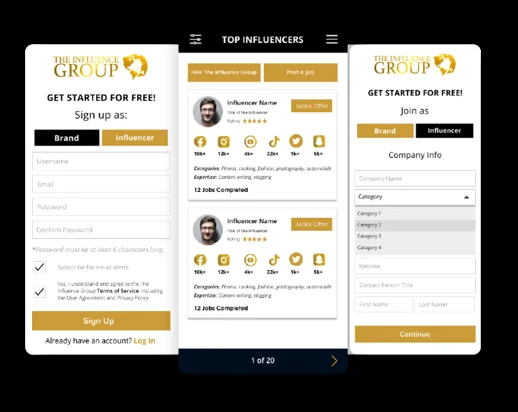 THE INFLUENCE
GROUP
GET STARTED FOR FREE!
Sign up as:
Brand
Influencer
Username
Email
Password
Confirm Password
*Password must be at least 6 characters long.
Subscribe for email alerts
Yes, I understand and agree to the The
Influence Group Terms of Service, including
the User Agreement and Privacy Policy.
Sign Up
Already have an account? Log in
TOP INFLUENCERS
Hire The Influence Group
Post A Job
Influencer Name
Title of the Influencer
Rating
Make Offer
10k+ 12k+ 4k+ 22k+ 1k+ 5k+
Categories: Fitness, cooking, fashion, photography, automobile
Expertise: Content writing, vlogging
12 Jobs Completed
Influencer Name
Title of the Influencer
Rating
Make Offer
10k+ 12k+ 4k+ 22k+ 1k+ 5k+
Categories: Fitness, cooking, fashion, photography, automobile
Expertise: Content writing, vlogging
12 Jobs Completed
1 of 20
THE INFLUENCE
GROUP
GET STARTED FOR FREE!
Join as
Brand
Influencer
Company Info
Company Name
Category
Category 1
Category 2
Category 3
Category 4
Website
Contact Person Title
First Name
Last Name
Continue